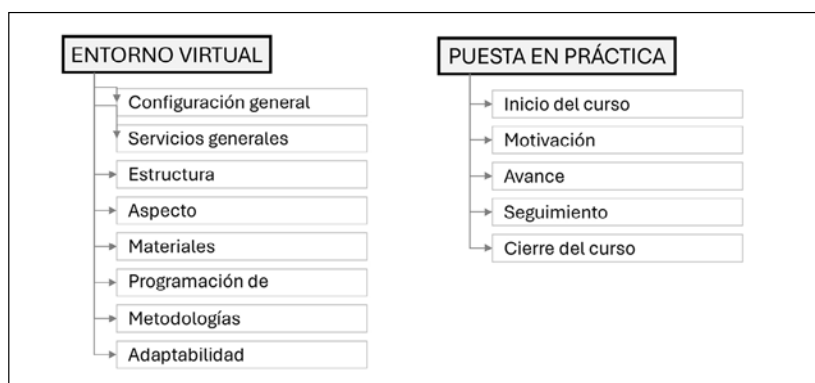 ENTORNO VIRTUAL
Configuración general
Servicios generales
Estructura
Aspecto
Materiales
Programación de
Metodologías
Adaptabilidad
PUESTA EN PRÁCTICA
Inicio del curso
Motivación
Avance
Seguimiento
Cierre del curso